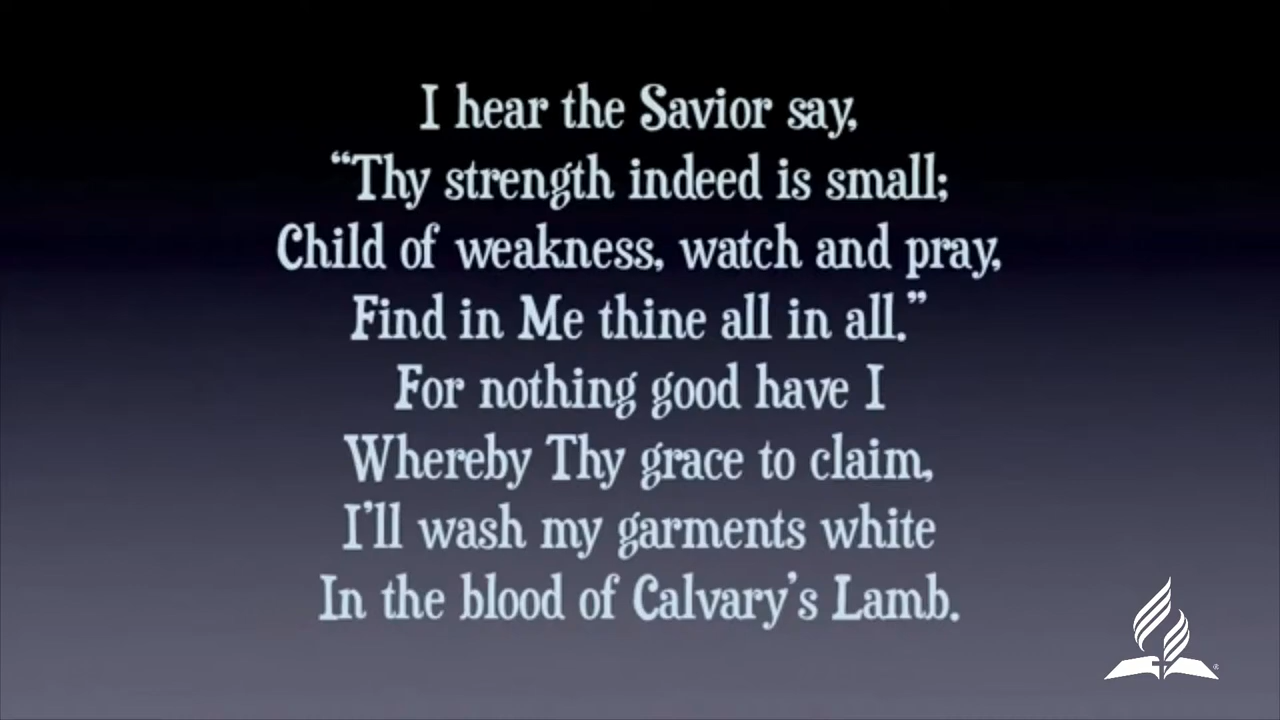 I hear the Savior say,
“Thy strength indeed is small;
Child of weakness, watch and pray,
Find in Me thine all in all.”
For nothing good have I
Whereby Thy grace to claim,
I’ll wash my garments white
In the blood of Calvary’s Lamb.
®